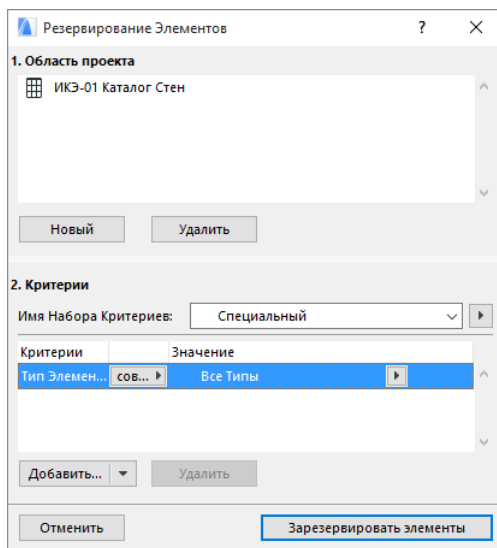 Резервирование Элементов ?
1. Область проекта
ИКЭ-01 Каталог Стен
Новый Удалить
2. Критерии
Имя Набора Критериев: Специальный
Критерии Значение
Тип Элемен... сов... Все Типы
Добавить... Удалить
Отменить Зарезервировать элементы